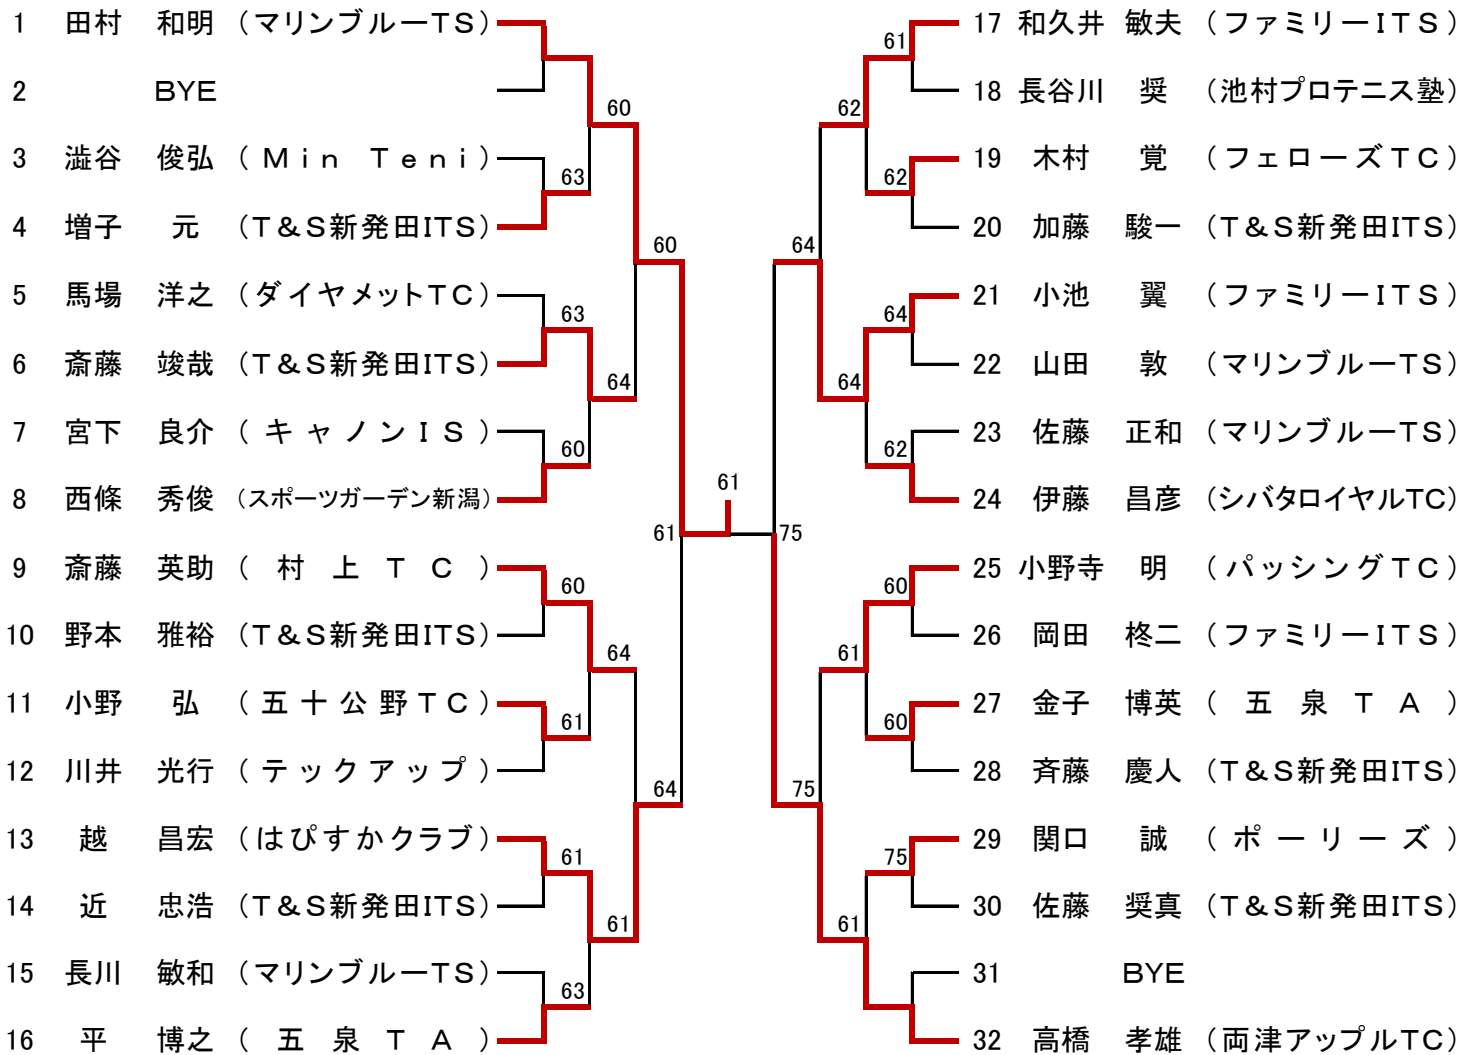 1 田村 和明 (マリンブルーTS)
2 BYE
3 澁谷 俊弘 (Min Teni)
4 増子 元 (T&S新発田ITS)
5 馬場 洋之 (ダイヤメットTC)
6 斎藤 竣哉 (T&S新発田ITS)
7 宮下 良介 (キャノンIS)
8 西條 秀俊 (スポーツガーデン新潟)
9 斎藤 英助 (村上TC)
10 野本 雅裕 (T&S新発田ITS)
11 小野 弘 (五十公野TC)
12 川井 光行 (テックアップ)
13 越 昌宏 (はぴすかクラブ)
14 近 忠浩 (T&S新発田ITS)
15 長川 敏和 (マリンブルーTS)
16 平 博之 (五泉TA)
60
63
63
60
60
61
61
63
64
64
61
60
64
61
61
75
64
75
62
64
61
61
61
62
64
62
60
60
75
17 和久井 敏夫 (ファミリーITS)
18 長谷川 奨 (池村プロテニス塾)
19 木村 覚 (フェローズTC)
20 加藤 駿一 (T&S新発田ITS)
21 小池 翼 (ファミリーITS)
22 山田 敦 (マリンブルーTS)
23 佐藤 正和 (マリンブルーTS)
24 伊藤 昌彦 (シバタロイヤルTC)
25 小野寺 明 (パッシングTC)
26 岡田 柊二 (ファミリーITS)
27 金子 博英 (五泉TA)
28 斉藤 慶人 (T&S新発田ITS)
29 関口 誠 (ポーリーズ)
30 佐藤 奨真 (T&S新発田ITS)
31 BYE
32 高橋 孝雄 (両津アップルTC)